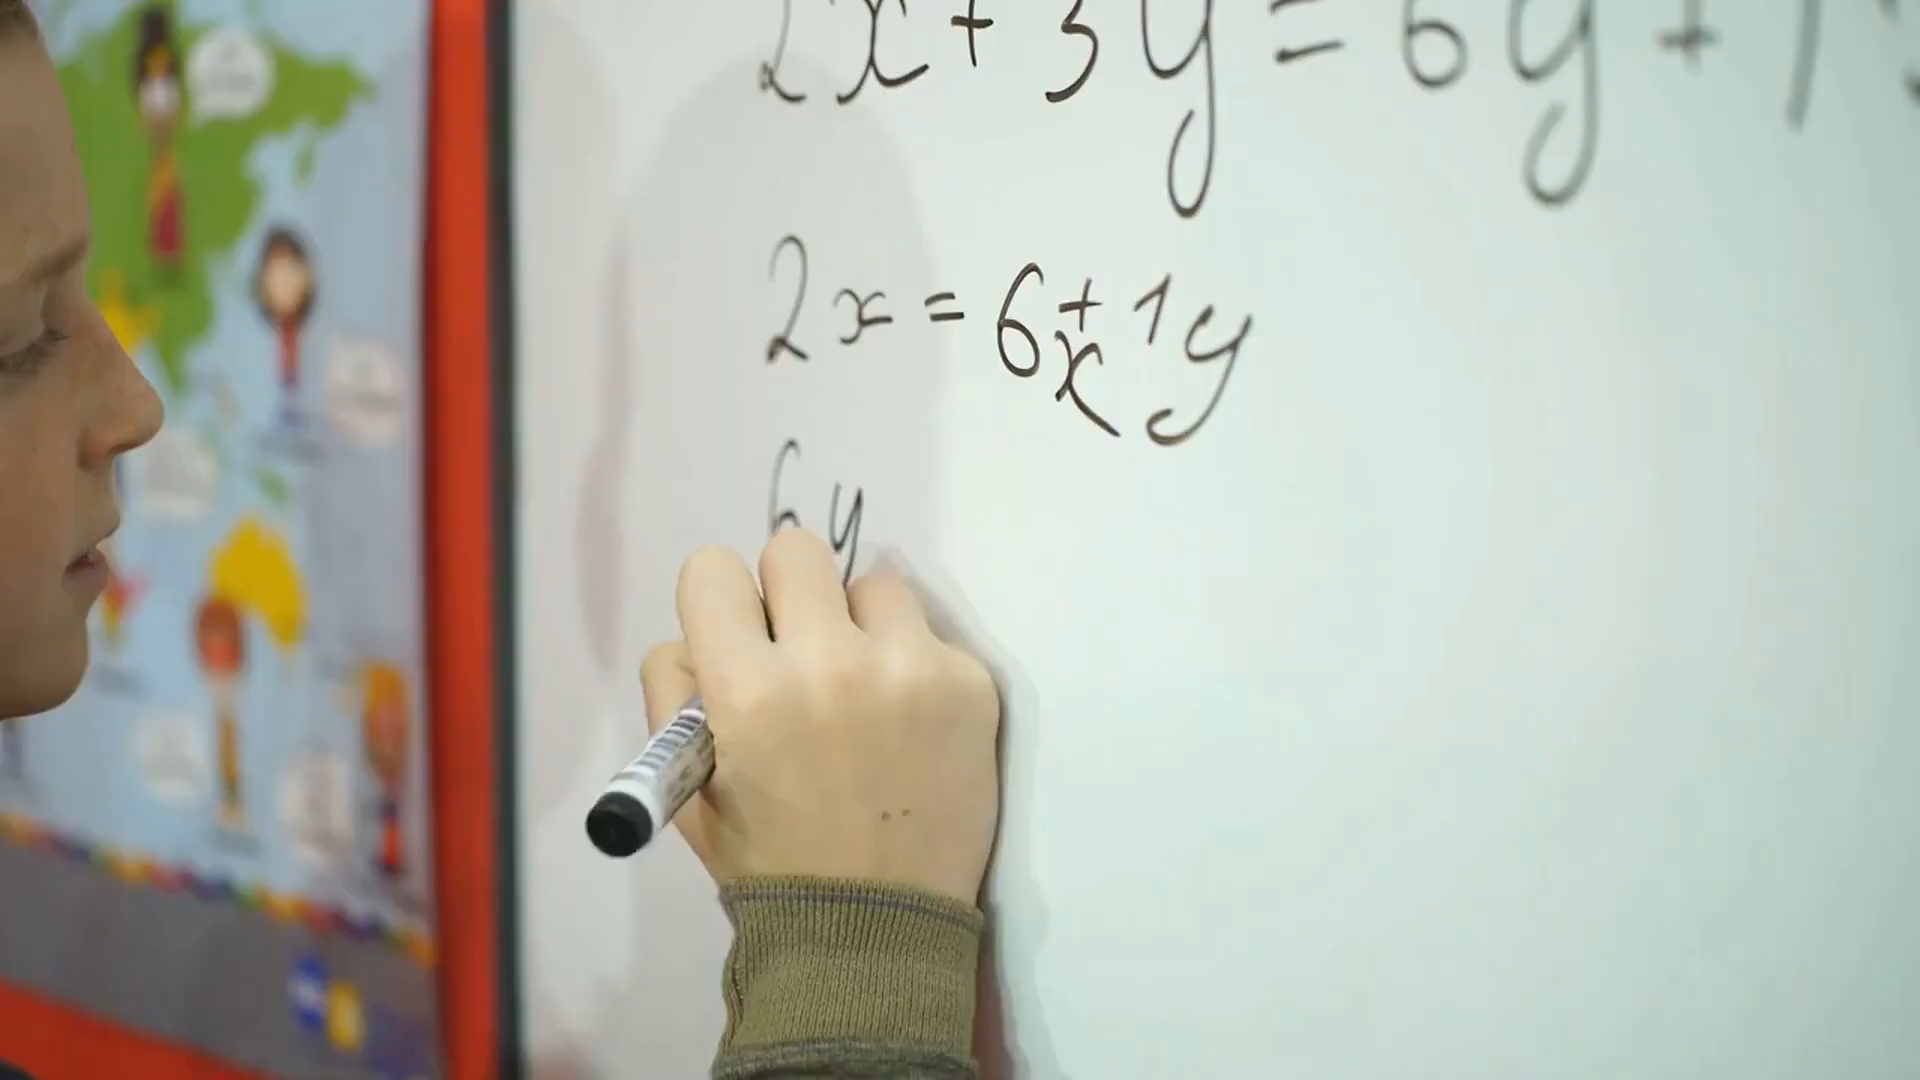 2x + 3y = 6y + 1
2x = 6x + 1y
6y